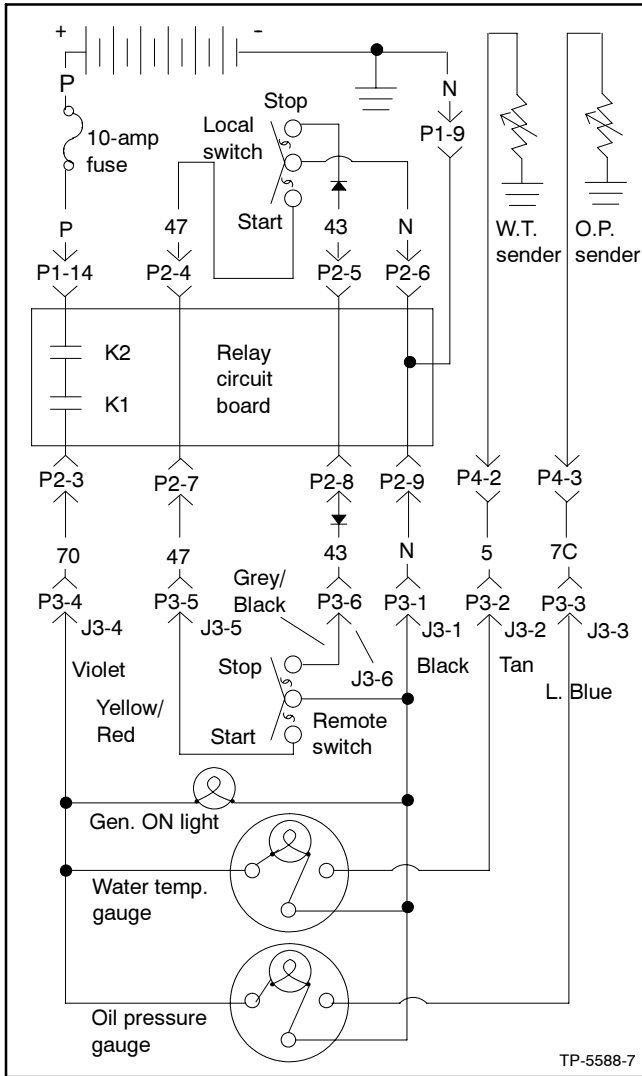 + -
P
10-amp
fuse
Local
switch
Stop
Start
N
P1-9
W.T.
sender
O.P.
sender
P 47 43 N
P1-14 P2-4 P2-5 P2-6
K2
K1
Relay
circuit
board
P2-3 P2-7 P2-8 P2-9 P4-2 P4-3
70 47 43 N 5 7C
Grey/
Black
P3-4 P3-5 P3-6 P3-1 P3-2 P3-3
J3-4 J3-5 J3-6 J3-1 J3-2 J3-3
Violet
Yellow/
Red
Stop
Start
Remote
switch
Black
Tan
L. Blue
Gen. ON light
Water temp.
gauge
Oil pressure
gauge
TP-5588-7